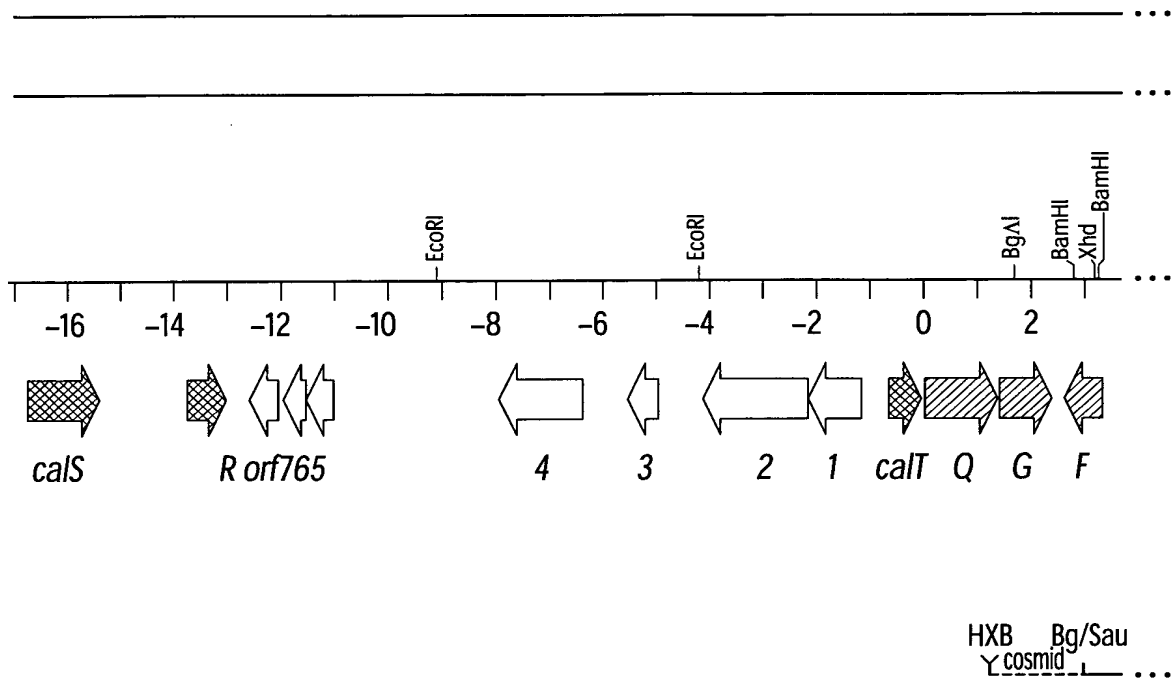 ...
...
EcoRI EcoRI BgΛI BamHI Xhd BamHI
...
−16 −14 −12 −10 −8 −6 −4 −2 0 2
calS R orf765 4 3 2 1 calT Q G F
HXB Bg/Sau
cosmid
...